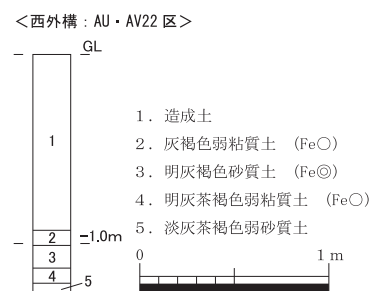 ＜西外構：AU・AV22 区＞
GL
1
2
3
4
5
-1.0m
1．造成土
2．灰褐色弱粘質土　(Fe○)
3．明灰褐色砂質土　(Fe◎)
4．明灰茶褐色弱粘質土　(Fe○)
5．淡灰茶褐色弱砂質土
0
1 m